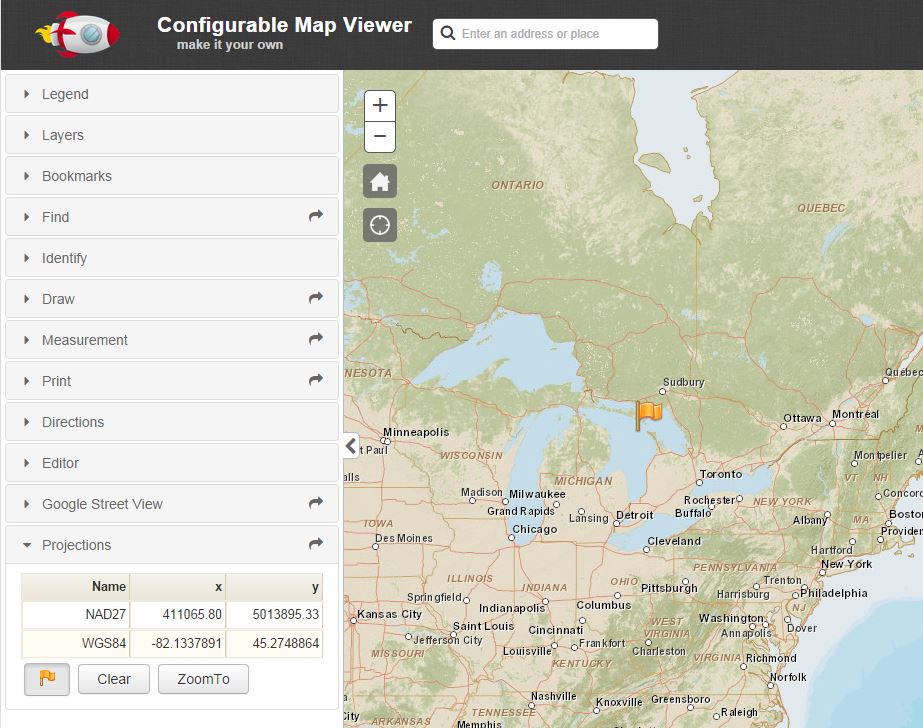 Configurable Map Viewer
make it your own
Enter an address or place
Legend
Layers
Bookmarks
Find
Identify
Draw
Measurement
Print
Directions
Editor
Google Street View
Projections
Name x y
NAD27 411065.80 5013895.33
WGS84 -82.1337891 45.2748864
Clear
ZoomTo
+
−
ONTARIO
QUEBEC
NESOTA
Sudbury
Quebec
Ottawa
Montréal
Minneapolis
t Paul
WISCONSIN
Montpelier
alls
MICHIGAN
Toronto
VT
NH
Madison
Milwaukee
Rochester
NEW YORK
Concord
Grand Rapids
Lansing
Detroit
Buffalo
Albany
MA
Boston
IOWA
Chicago
Providen
Des Moines
Cleveland
Hartford
New York
PENNSYLVANIA
ILLINOIS
INDIANA
OHIO
Pittsburgh
Trenton
Springfield
Harrisburg
Philadelphia
Indianapolis
Columbus
NJ
Kansas City
Washington
Saint Louis
Cincinnati
WEST
VIRGINIA
Annapolis
Dover
Jefferson City
Frankfort
MISSOURI
Louisville
Charleston
KENTUCKY
VIRGINIA
Richmond
Norfolk
Nashville
Knoxville
Greensboro
City
TENNESSEE
Raleigh
ARKANSAS
Memphis